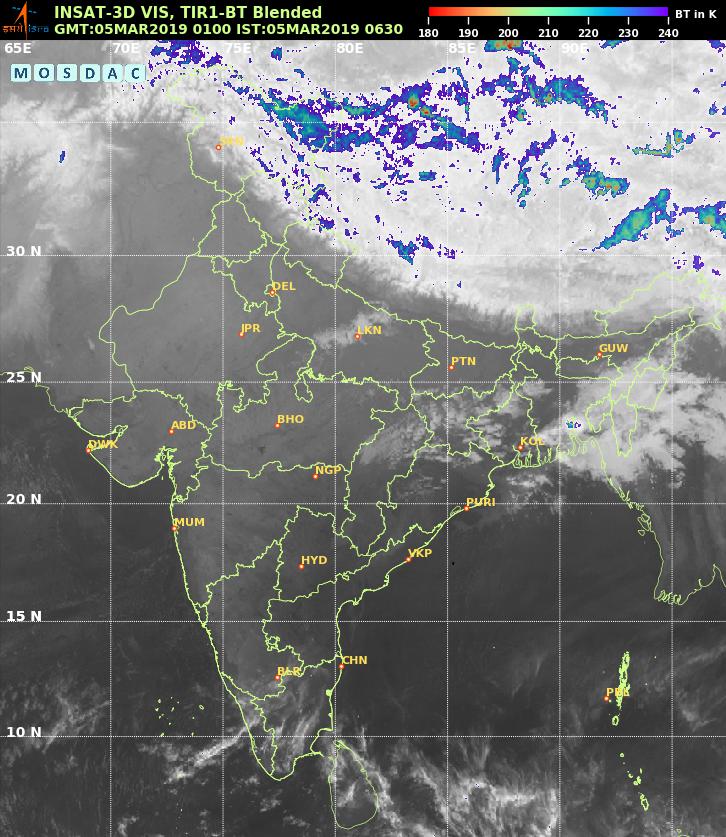 INSAT-3D VIS, TIR1-BT Blended
GMT:05MAR2019 0100 IST:05MAR2019 0630
BT in K
180 190 200 210 220 230 240
65E 70E 75E 80E 85E 90E
MOSDAC
30 N
DEL
JPR
LKN
GUW
PTN
25 N
BHO
ABD
DWK
KOL
NGP
20 N
PURI
MUM
VKP
HYD
15 N
CHN
BLR
10 N